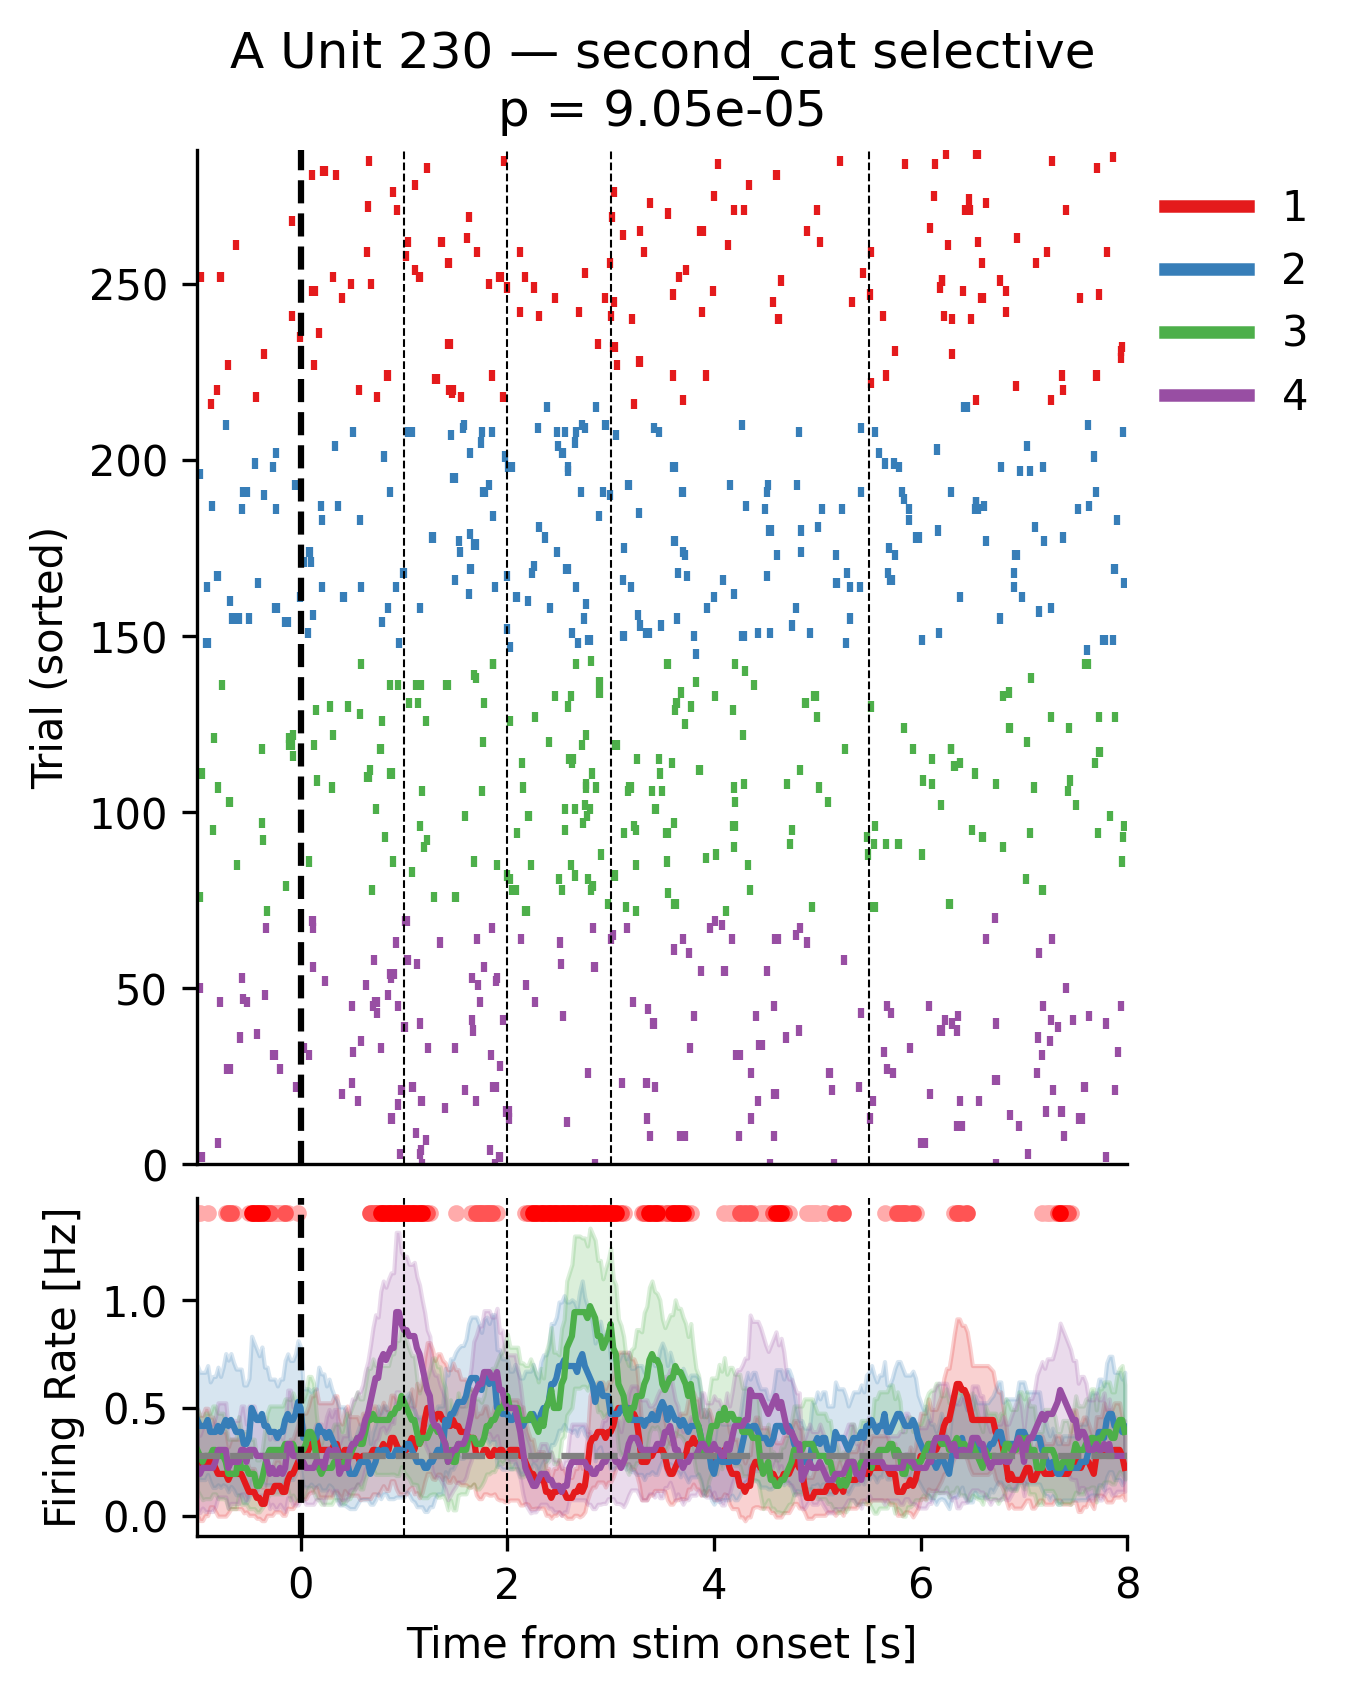 A Unit 230 — second_cat selective
p = 9.05e-05
1
2
3
4
250
200
150
100
50
0
Trial (sorted)
1.0
0.5
0.0
Firing Rate [Hz]
0 2 4 6 8
Time from stim onset [s]